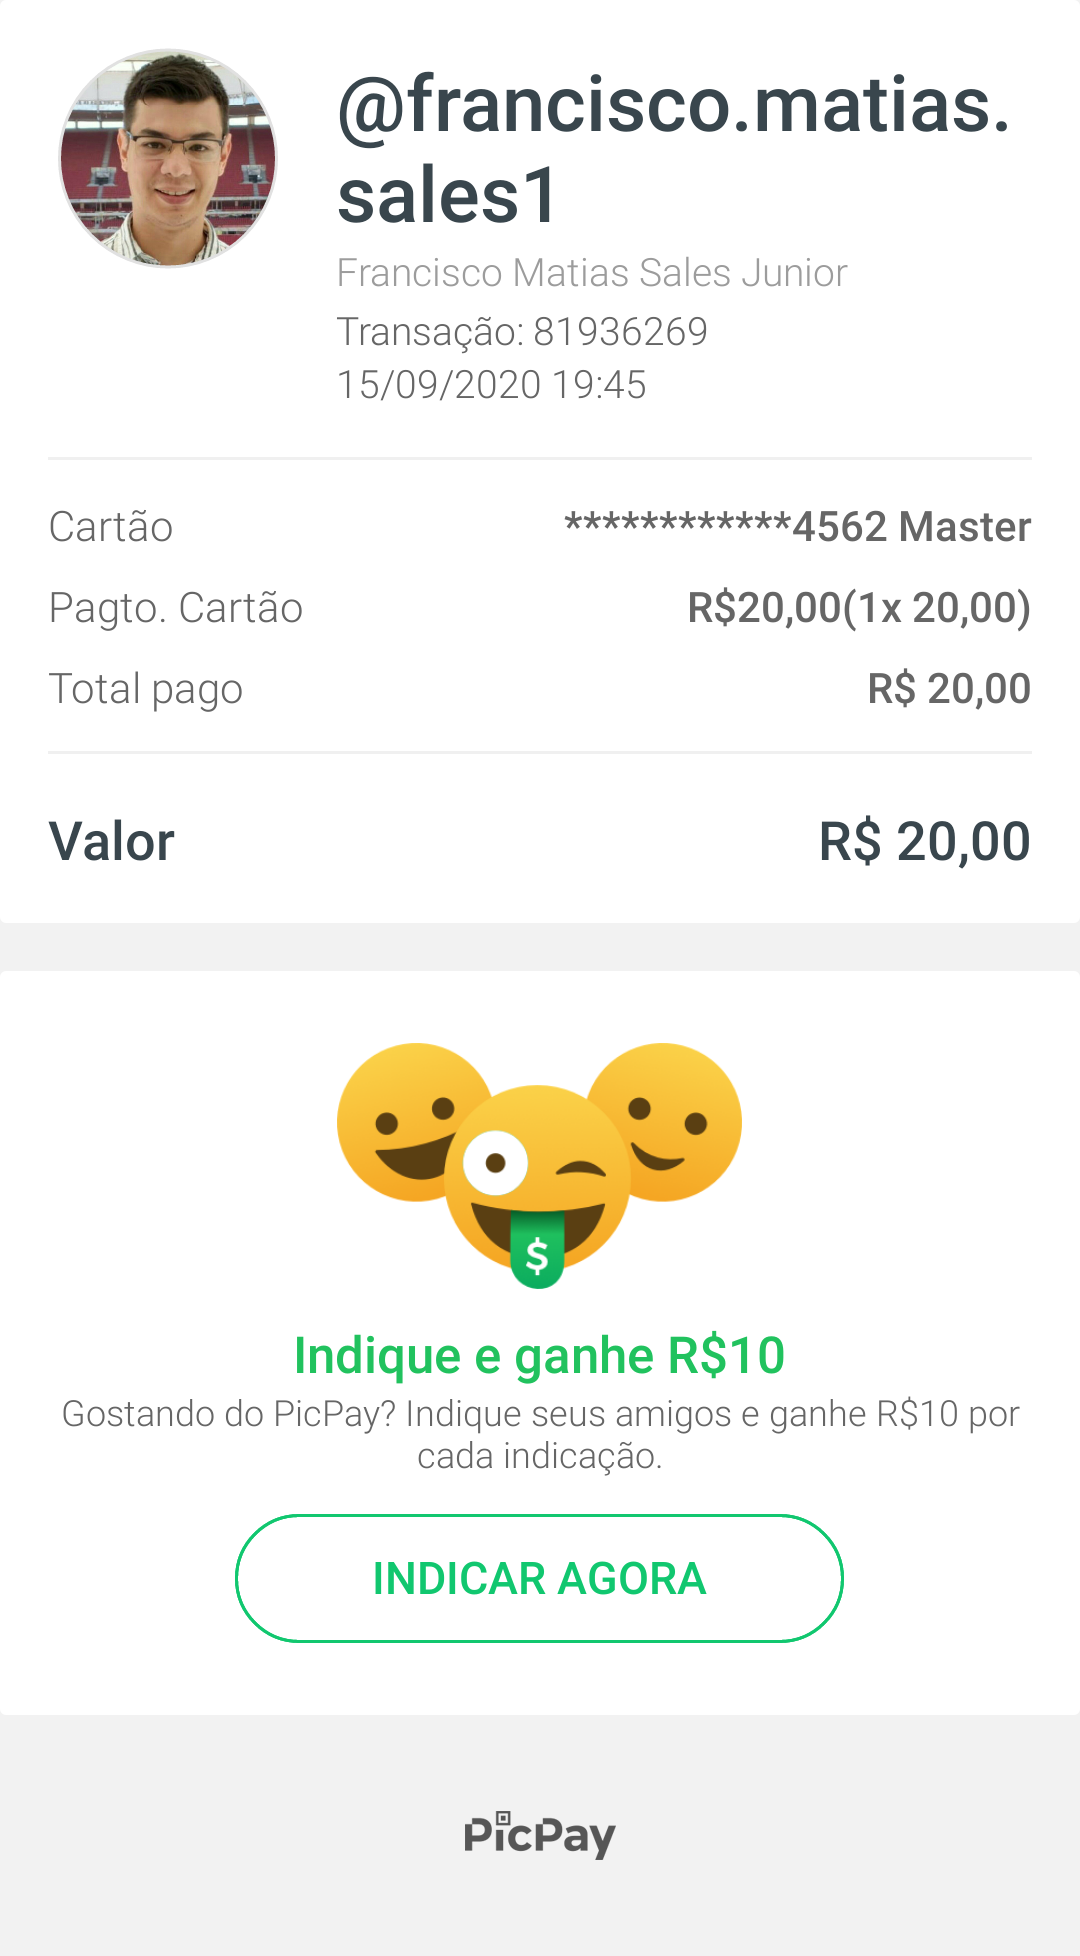 @francisco.matias.
sales1
Francisco Matias Sales Junior
Transação: 81936269
15/09/2020 19:45
Cartão ************4562 Master
Pagto. Cartão R$20,00(1x 20,00)
Total pago R$ 20,00
Valor R$ 20,00
$
Indique e ganhe R$10
Gostando do PicPay? Indique seus amigos e ganhe R$10 por
cada indicação.
INDICAR AGORA
PicPay